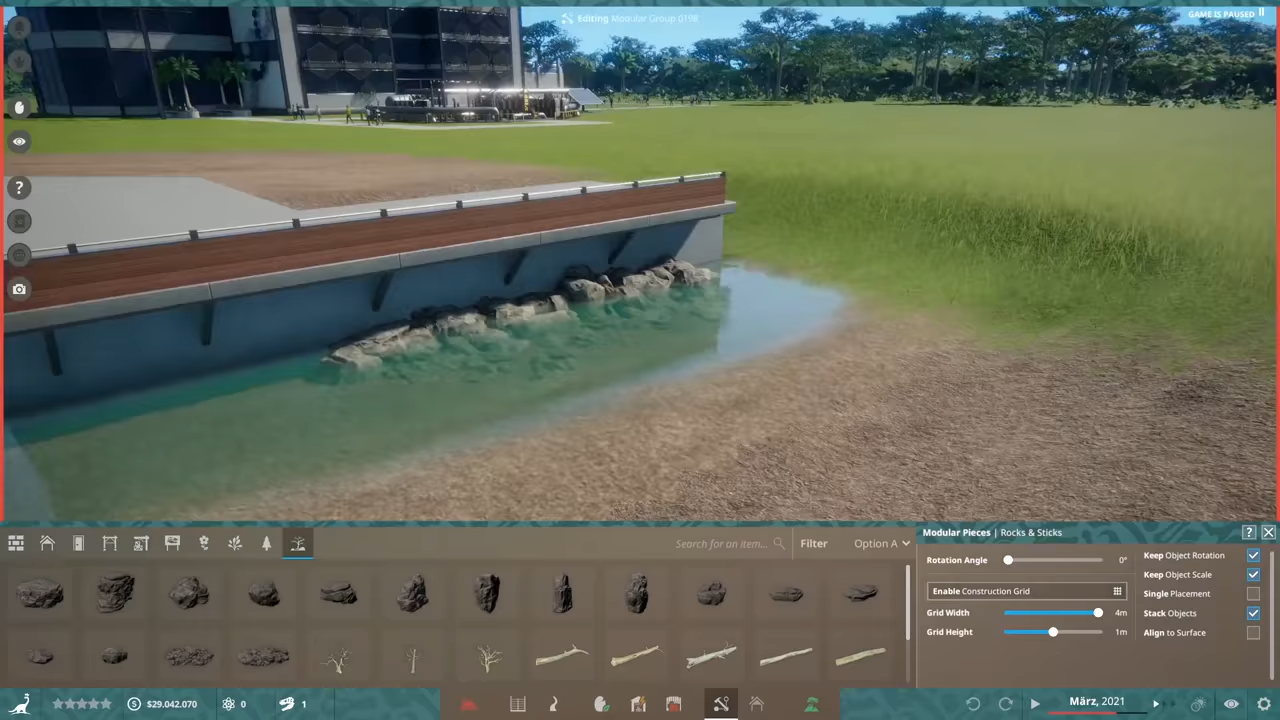 Editing Modular Group 0198
GAME IS PAUSED
?
Search for an item...
Filter
Option A
Modular Pieces | Rocks & Sticks
?
Rotation Angle
0°
Enable Construction Grid
Grid Width
4m
Grid Height
1m
Keep Object Rotation
Keep Object Scale
Single Placement
Stack Objects
Align to Surface
$29.042.070
0
1
März, 2021